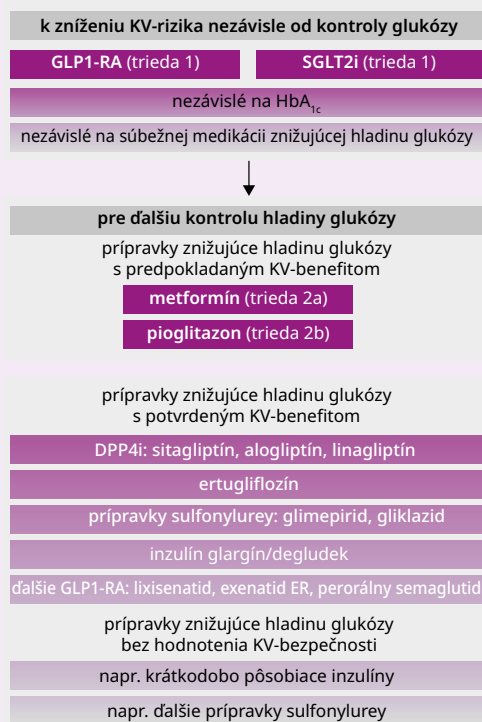 k zníženiu KV-rizika nezávisle od kontroly glukózy
GLP1-RA (trieda 1)
SGLT2i (trieda 1)
nezávislé na HbA1c
nezávislé na súbežnej medikácii znižujúcej hladinu glukózy
pre ďalšiu kontrolu hladiny glukózy
prípravky znižujúce hladinu glukózy
s predpokladaným KV-benefitom
metformín (trieda 2a)
pioglitazon (trieda 2b)
prípravky znižujúce hladinu glukózy
s potvrdeným KV-benefitom
DPP4i: sitagliptín, alogliptín, linagliptín
ertugliflozín
prípravky sulfonylurey: glimepirid, gliklazid
inzulín glargín/degludek
ďalšie GLP1-RA: lixisenatid, exenatid ER, perorálny semaglutid
prípravky znižujúce hladinu glukózy
bez hodnotenia KV-bezpečnosti
napr. krátkodobo pôsobiace inzulíny
napr. ďalšie prípravky sulfonylurey